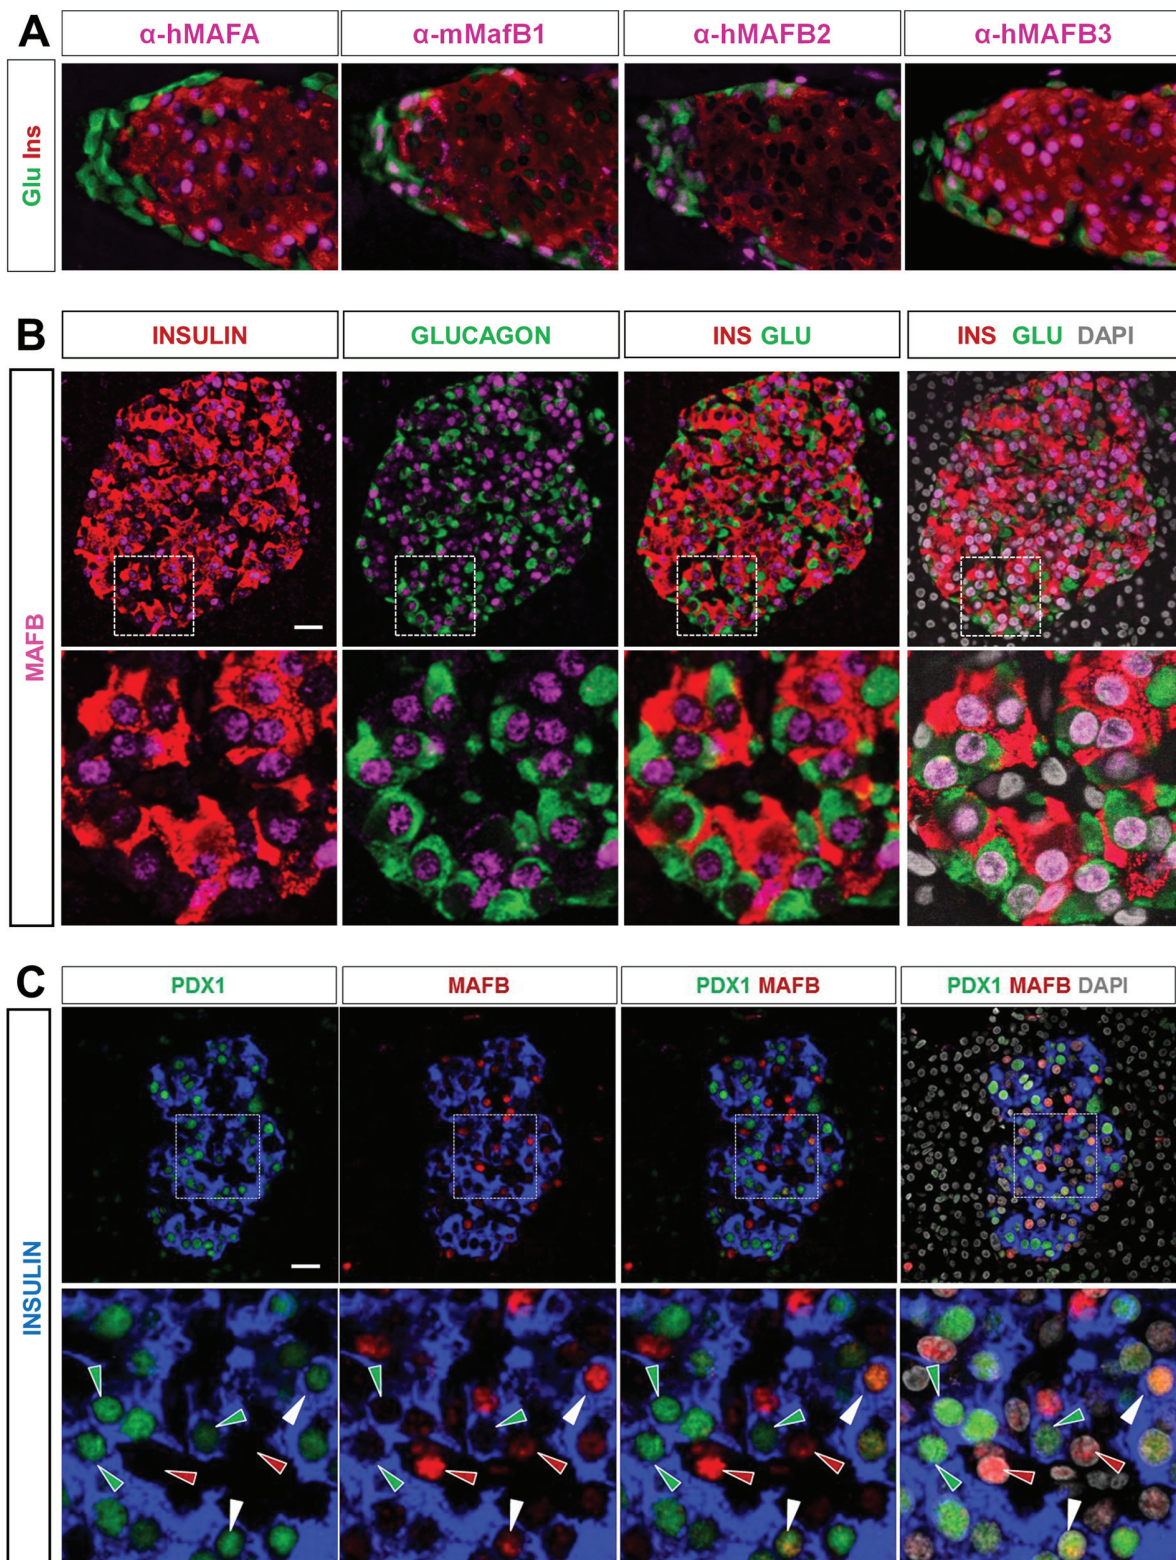 A
α-hMAFA
α-mMafB1
α-hMAFB2
α-hMAFB3
Glu Ins
B
INSULIN
GLUCAGON
INS GLU
INS GLU DAPI
MAFB
C
PDX1
MAFB
PDX1 MAFB
PDX1 MAFB DAPI
INSULIN